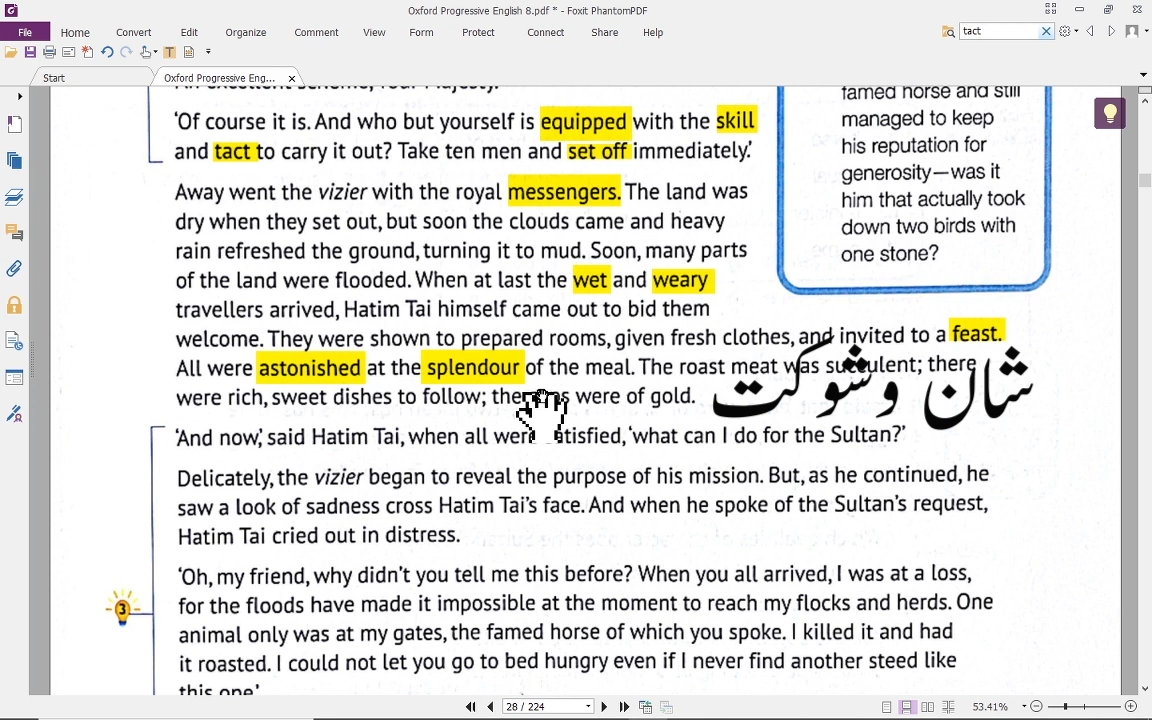 Oxford Progressive English 8.pdf * - Foxit PhantomPDF
File Home Convert Edit Organize Comment View Form Protect Connect Share Help
tact
Start
Oxford Progressive Eng...
'Of course it is. And who but yourself is equipped with the skill
and tact to carry it out? Take ten men and set off immediately.'
Away went the vizier with the royal messengers. The land was
dry when they set out, but soon the clouds came and heavy
rain refreshed the ground, turning it to mud. Soon, many parts
of the land were flooded. When at last the wet and weary
travellers arrived, Hatim Tai himself came out to bid them
welcome. They were shown to prepared rooms, given fresh clothes, and invited to a feast.
All were astonished at the splendour of the meal. The roast meat was succulent; there
were rich, sweet dishes to follow; were of gold.
شان و شوکت
'And now,' said Hatim Tai, when all were satisfied, 'what can I do for the Sultan?'
Delicately, the vizier began to reveal the purpose of his mission. But, as he continued, he
saw a look of sadness cross Hatim Tai's face. And when he spoke of the Sultan's request,
Hatim Tai cried out in distress.
'Oh, my friend, why didn't you tell me this before? When you all arrived, I was at a loss,
for the floods have made it impossible at the moment to reach my flocks and herds. One
animal only was at my gates, the famed horse of which you spoke. I killed it and had
it roasted. I could not let you go to bed hungry even if I never find another steed like
this one'
3
famed horse and still
managed to keep
his reputation for
generosity—was it
him that actually took
down two birds with
one stone?
28 / 224
53.41%